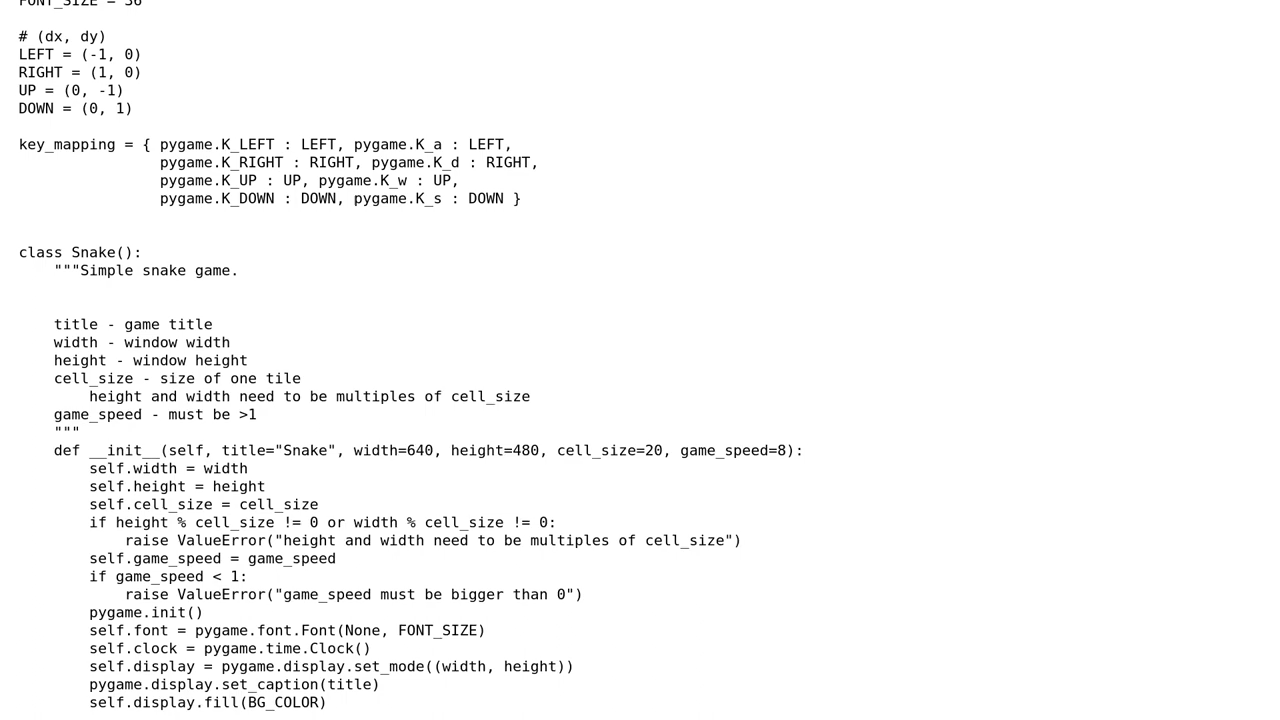 FONT_SIZE = 36

# (dx, dy)
LEFT = (-1, 0)
RIGHT = (1, 0)
UP = (0, -1)
DOWN = (0, 1)

key_mapping = { pygame.K_LEFT : LEFT, pygame.K_a : LEFT,
                pygame.K_RIGHT : RIGHT, pygame.K_d : RIGHT,
                pygame.K_UP : UP, pygame.K_w : UP,
                pygame.K_DOWN : DOWN, pygame.K_s : DOWN }


class Snake():
    """Simple snake game.


    title - game title
    width - window width
    height - window height
    cell_size - size of one tile
        height and width need to be multiples of cell_size
    game_speed - must be >1
    """
    def __init__(self, title="Snake", width=640, height=480, cell_size=20, game_speed=8):
        self.width = width
        self.height = height
        self.cell_size = cell_size
        if height % cell_size != 0 or width % cell_size != 0:
            raise ValueError("height and width need to be multiples of cell_size")
        self.game_speed = game_speed
        if game_speed < 1:
            raise ValueError("game_speed must be bigger than 0")
        pygame.init()
        self.font = pygame.font.Font(None, FONT_SIZE)
        self.clock = pygame.time.Clock()
        self.display = pygame.display.set_mode((width, height))
        pygame.display.set_caption(title)
        self.display.fill(BG_COLOR)